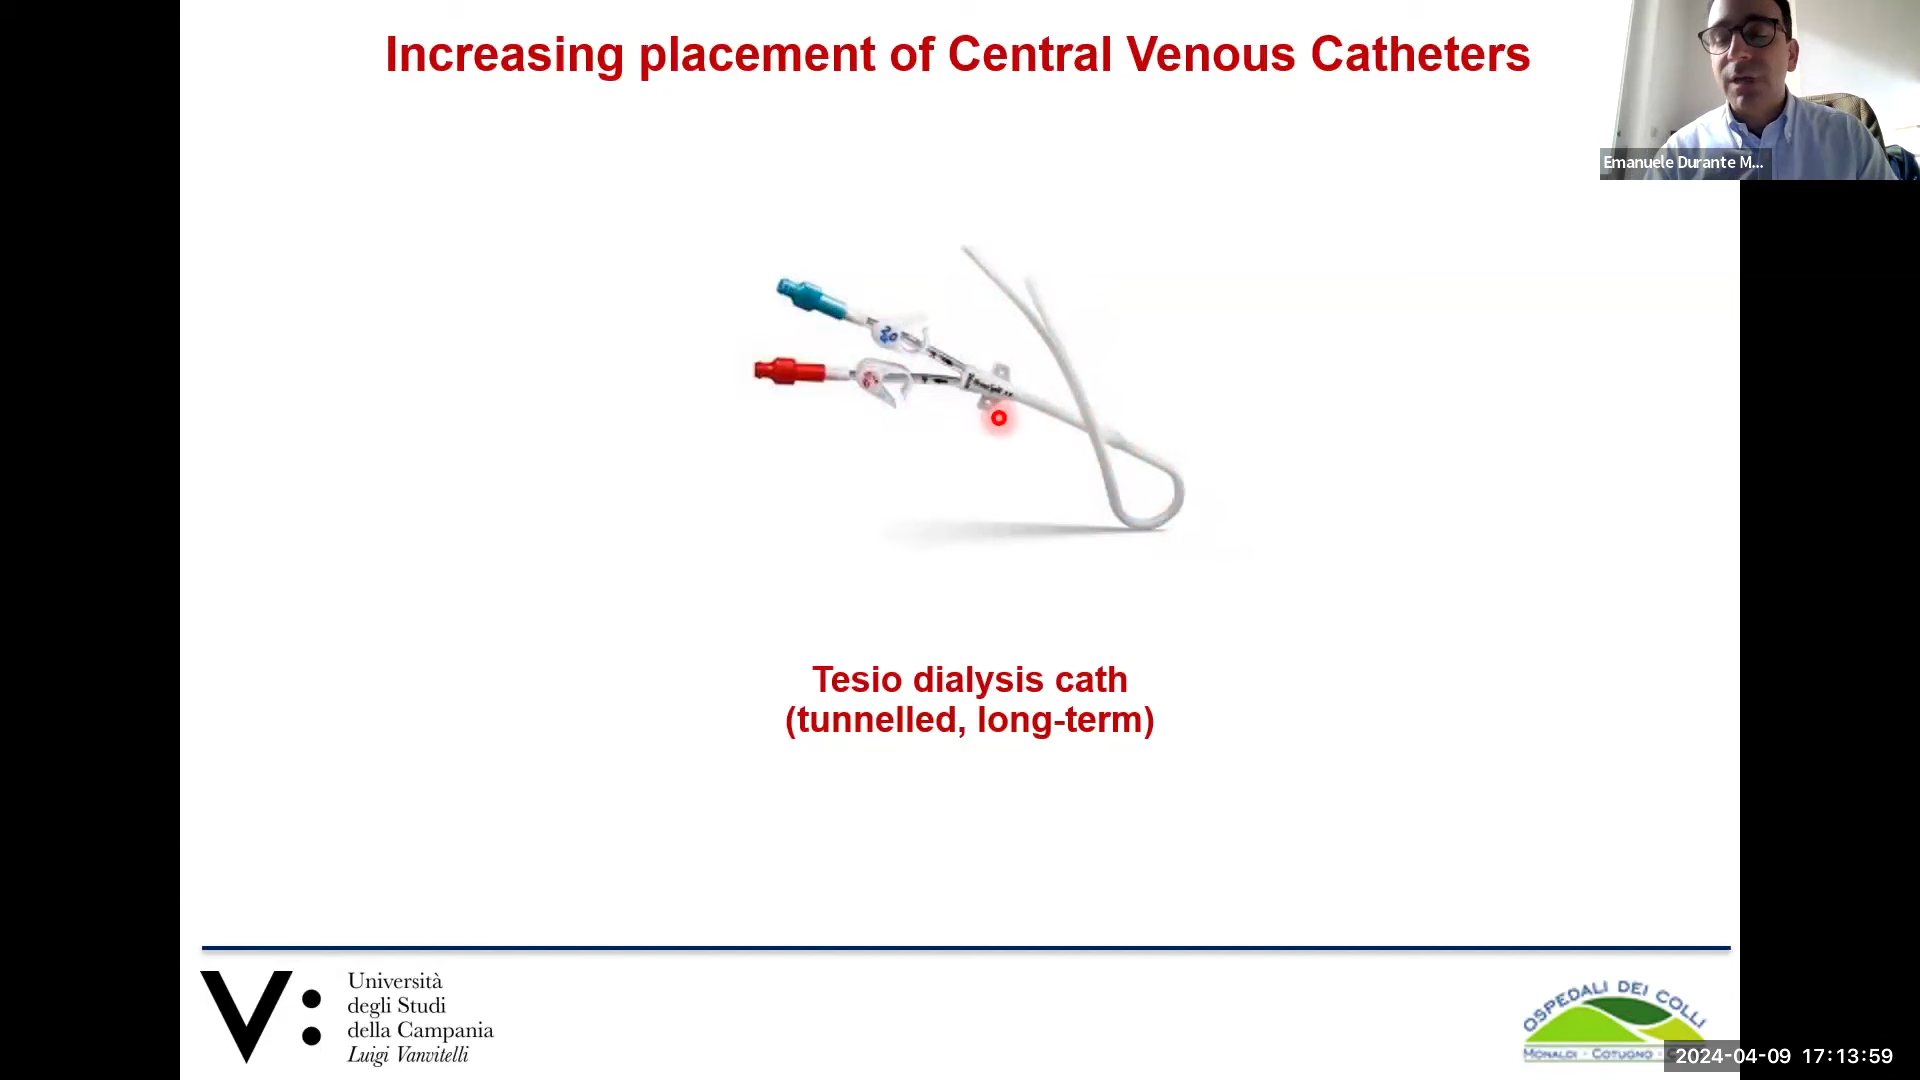 Increasing placement of Central Venous Catheters
Emanuele Durante M...
Tesio dialysis cath
(tunnelled, long-term)
Università
degli Studi
della Campania
Luigi Vanvitelli
V:
OSPEDALI DEI COLLI
MONALDI - COTUGNO -
2024-04-09 17:13:59